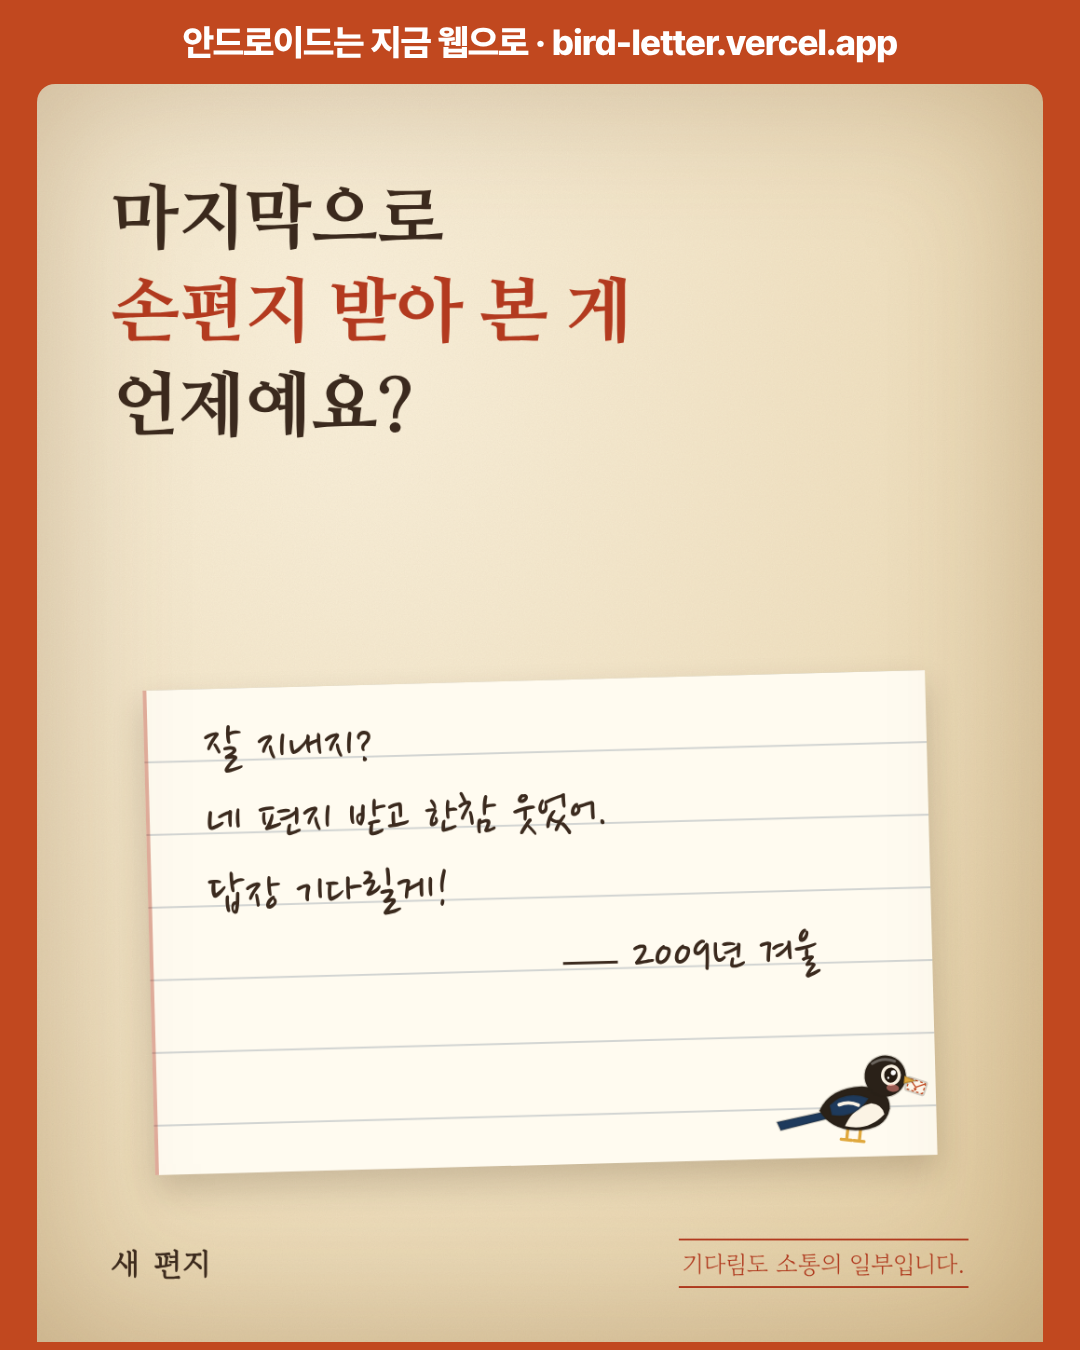 안드로이드는 지금 웹으로 · bird-letter.vercel.app
마지막으로
손편지 받아 본 게
언제예요?
잘 지내지?
네 편지 받고 한참 웃었어.
답장 기다릴게!
— 2009년 겨울
새 편지
기다림도 소통의 일부입니다.